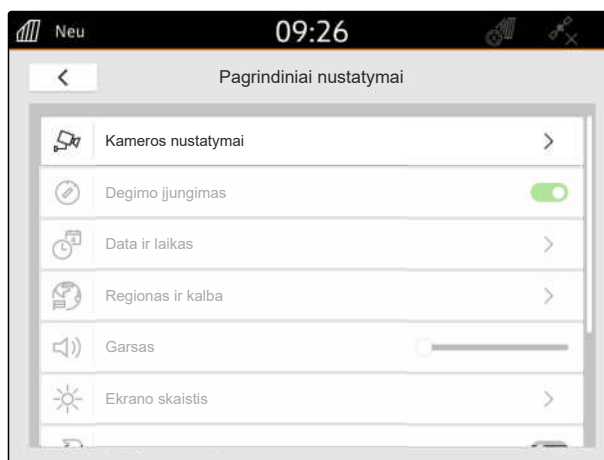 Neu 09:26
Pagrindiniai nustatymai
Kameros nustatymai
Degimo įjungimas
Data ir laikas
Regionas ir kalba
Garsas
Ekrano skaistis